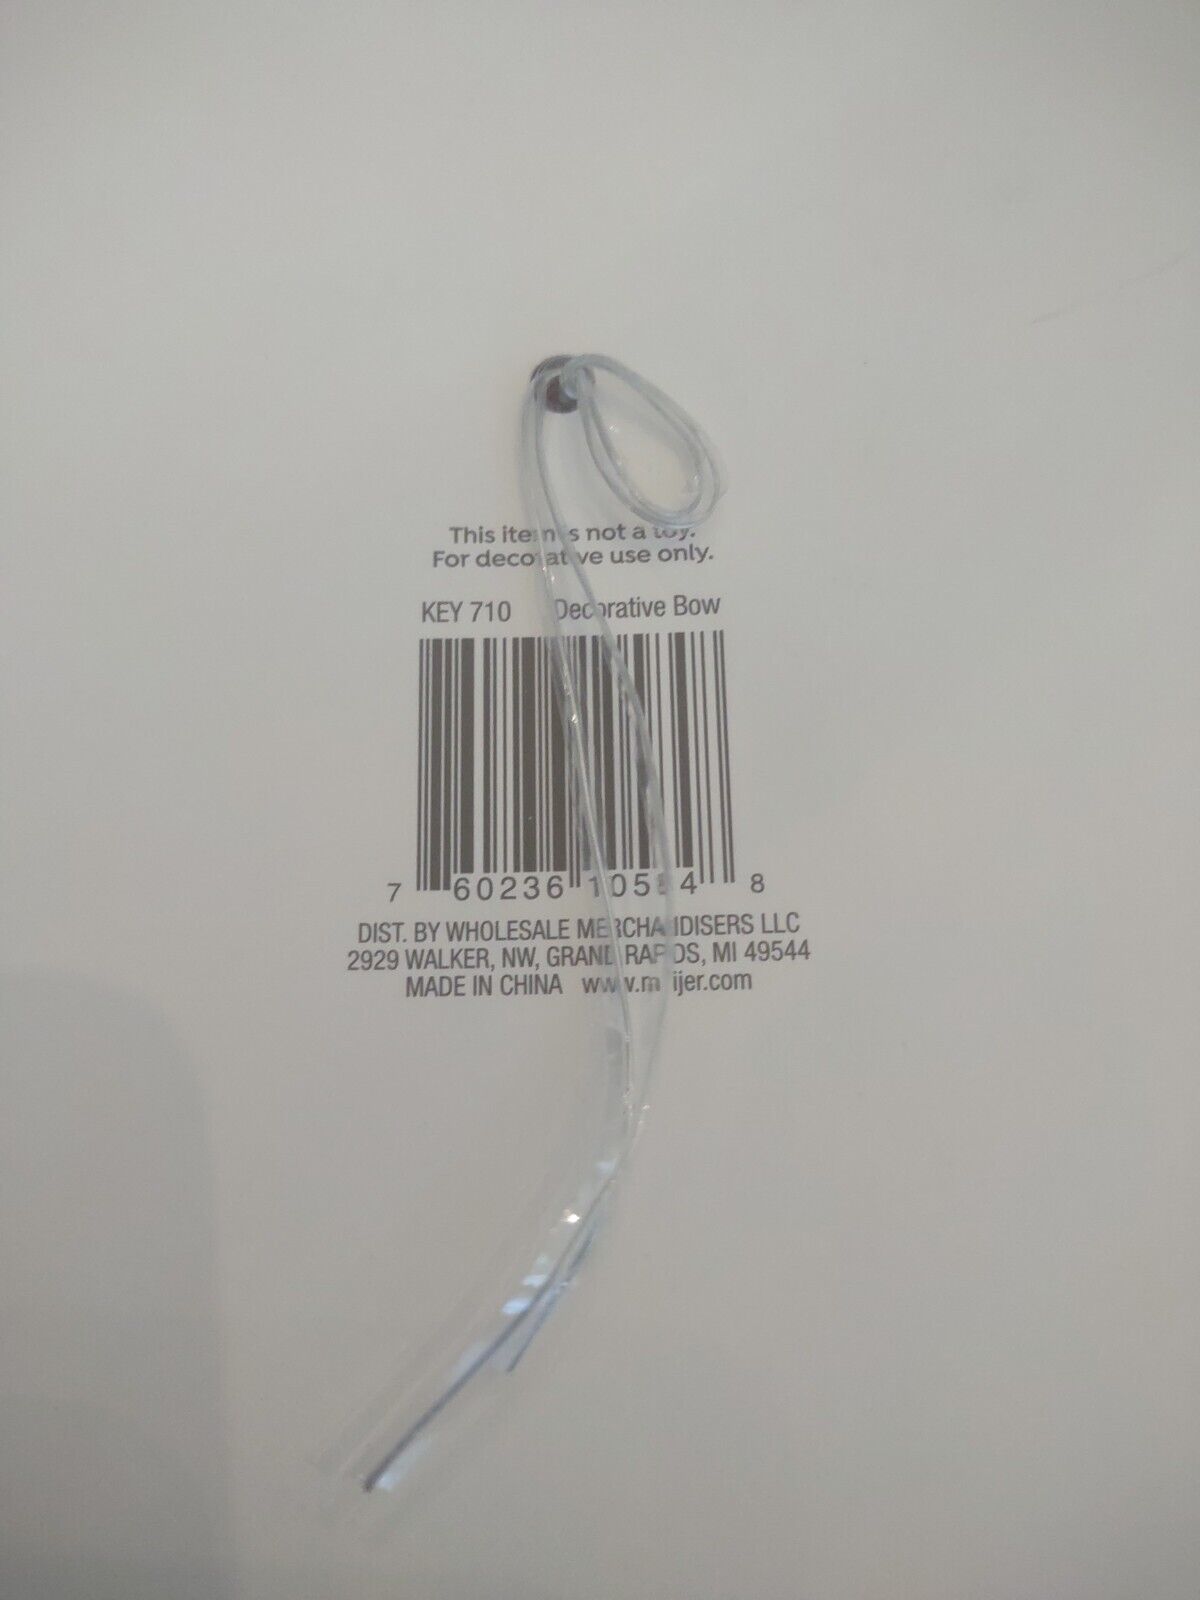 This item is not a toy.
For decorative use only.
KEY 710 Decorative Bow
7 60236 10584 8
DIST. BY WHOLESALE MERCHANDISERS LLC
2929 WALKER, NW, GRAND RAPIDS, MI 49544
MADE IN CHINA www.meijer.com